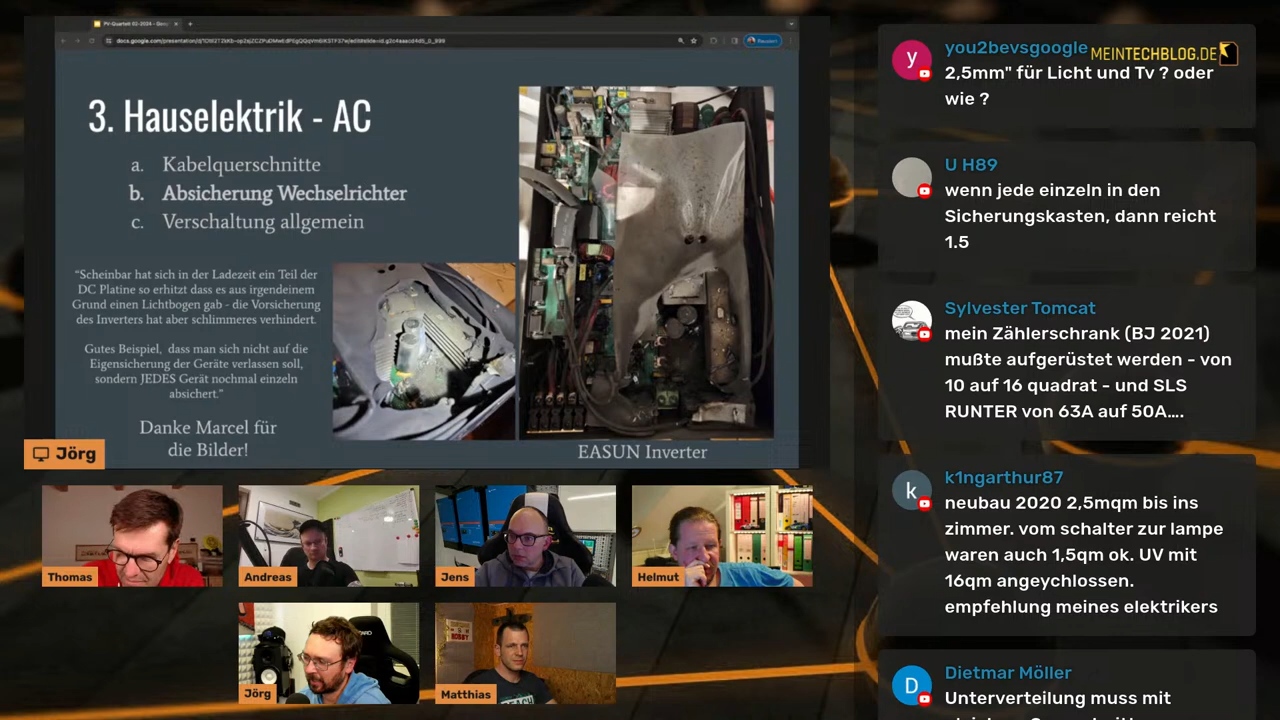 PV-Quartett 02-2024 - Goo
3. Hauselektrik - AC
a. Kabelquerschnitte
b. Absicherung Wechselrichter
c. Verschaltung allgemein
“Scheinbar hat sich in der Ladezeit ein Teil der
DC Platine so erhitzt dass es aus irgendeinem
Grund einen Lichtbogen gab - die Vorsicherung
des Inverters hat aber schlimmeres verhindert.
Gutes Beispiel, dass man sich nicht auf die
Eigensicherung der Geräte verlassen soll,
sondern JEDES Gerät nochmal einzeln
absichert.”
Danke Marcel für
die Bilder!
EASUN Inverter
Jörg
Thomas
Andreas
Jens
Helmut
Jörg
Matthias
MEINTECHBLOG.DE
y
you2bevsgoogle
2,5mm" für Licht und Tv ? oder
wie ?
U H89
wenn jede einzeln in den
Sicherungskasten, dann reicht
1.5
Sylvester Tomcat
mein Zählerschrank (BJ 2021)
mußte aufgerüstet werden - von
10 auf 16 quadrat - und SLS
RUNTER von 63A auf 50A....
k
k1ngarthur87
neubau 2020 2,5mqm bis ins
zimmer. vom schalter zur lampe
waren auch 1,5qm ok. UV mit
16qm angeychlossen.
empfehlung meines elektrikers
D
Dietmar Möller
Unterverteilung muss mit